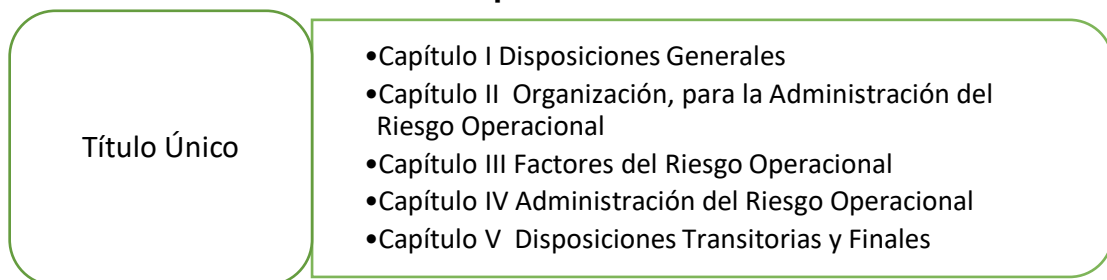 Título Único
•Capítulo I Disposiciones Generales
•Capítulo II  Organización, para la Administración del
Riesgo Operacional
•Capítulo III Factores del Riesgo Operacional
•Capítulo IV Administración del Riesgo Operacional
•Capítulo V  Disposiciones Transitorias y Finales